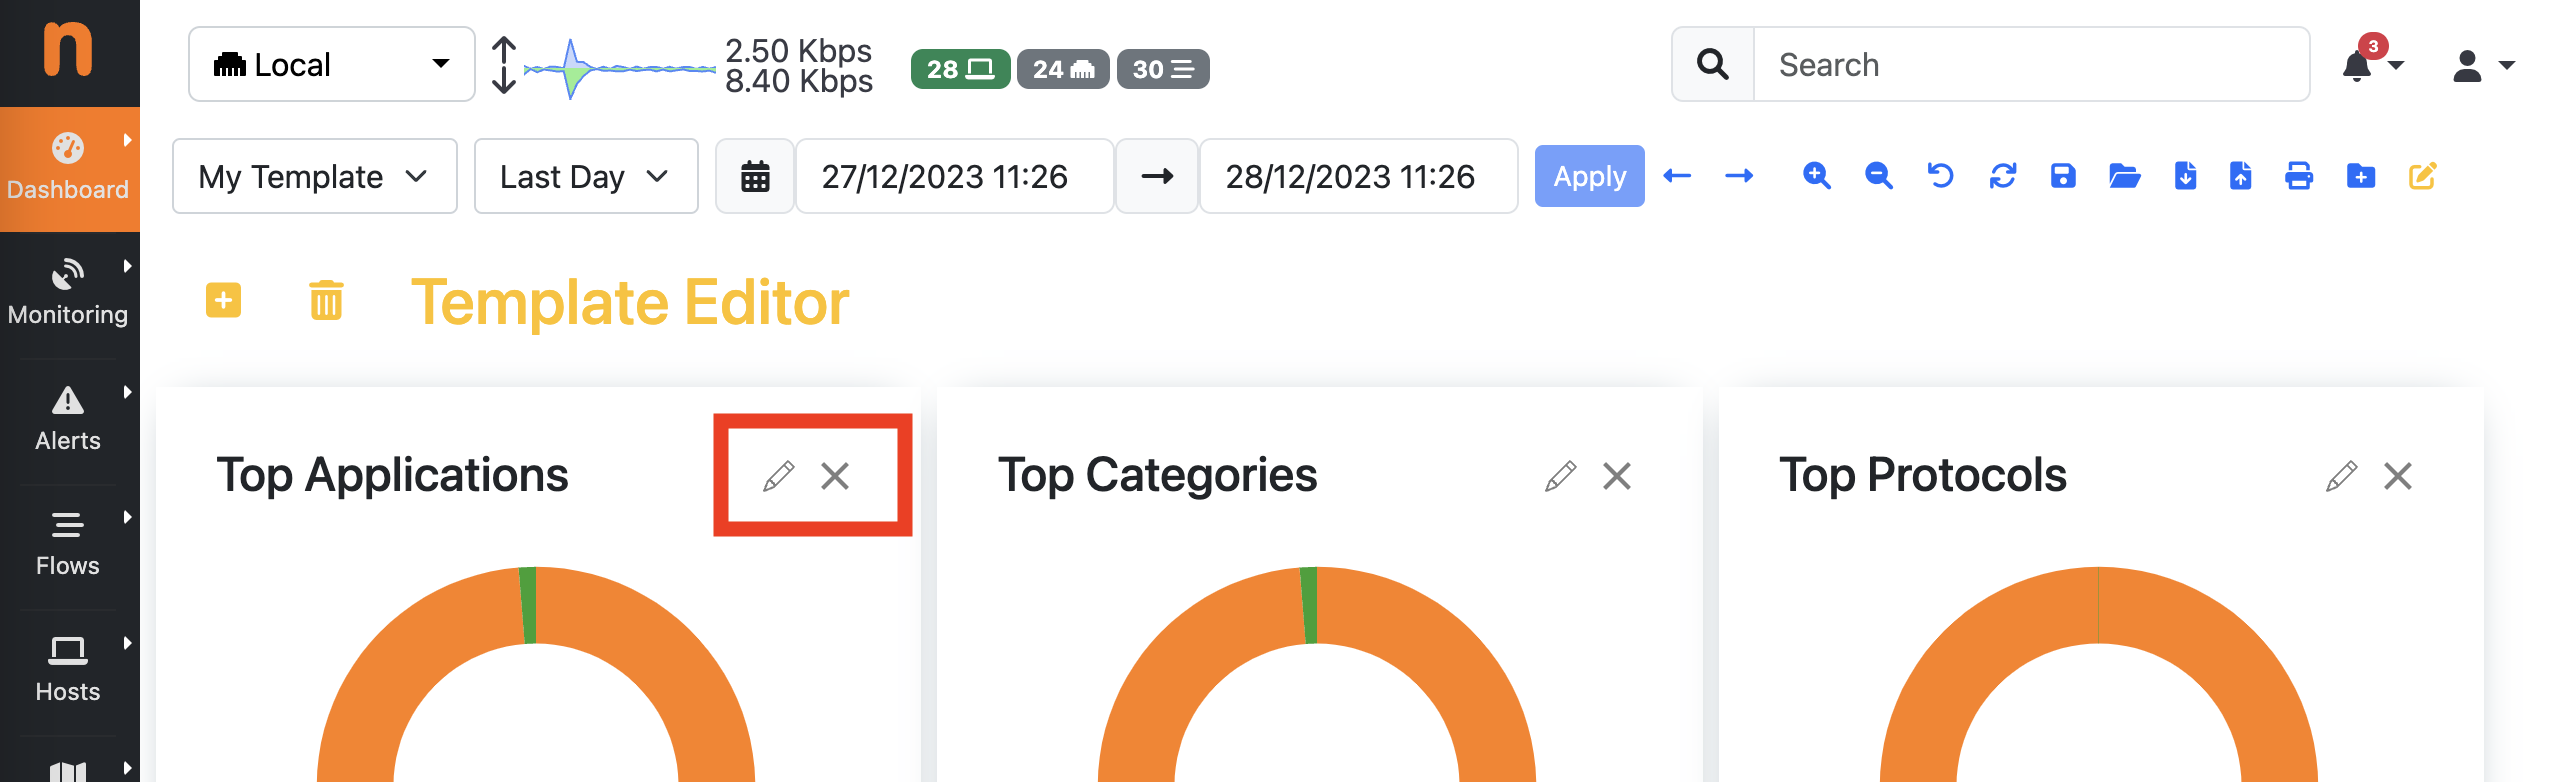 n
Local
2.50 Kbps
8.40 Kbps
28
24
30
Search
3
My Template
Last Day
27/12/2023 11:26
28/12/2023 11:26
Apply
Dashboard
Monitoring
Alerts
Flows
Hosts
Template Editor
Top Applications
Top Categories
Top Protocols